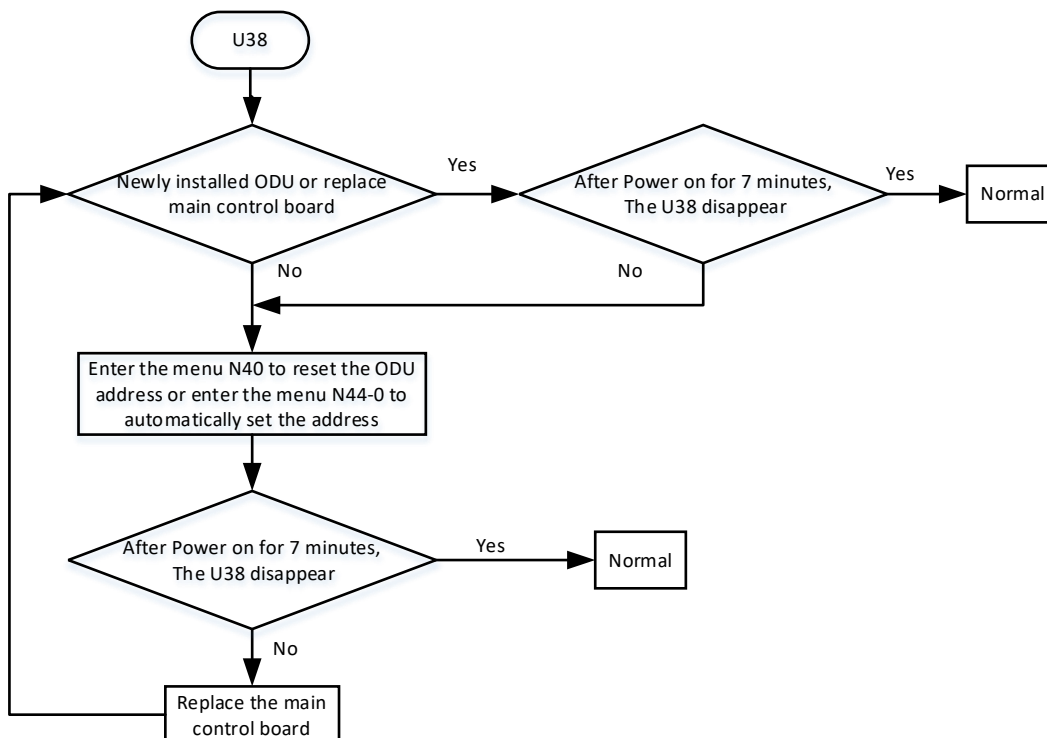 U38
Newly installed ODU or replace
main control board
Yes
After Power on for 7 minutes,
The U38 disappear
Yes
Normal
No
No
Enter the menu N40 to reset the ODU
address or enter the menu N44-0 to
automatically set the address
After Power on for 7 minutes,
The U38 disappear
Yes
Normal
No
Replace the main
control board